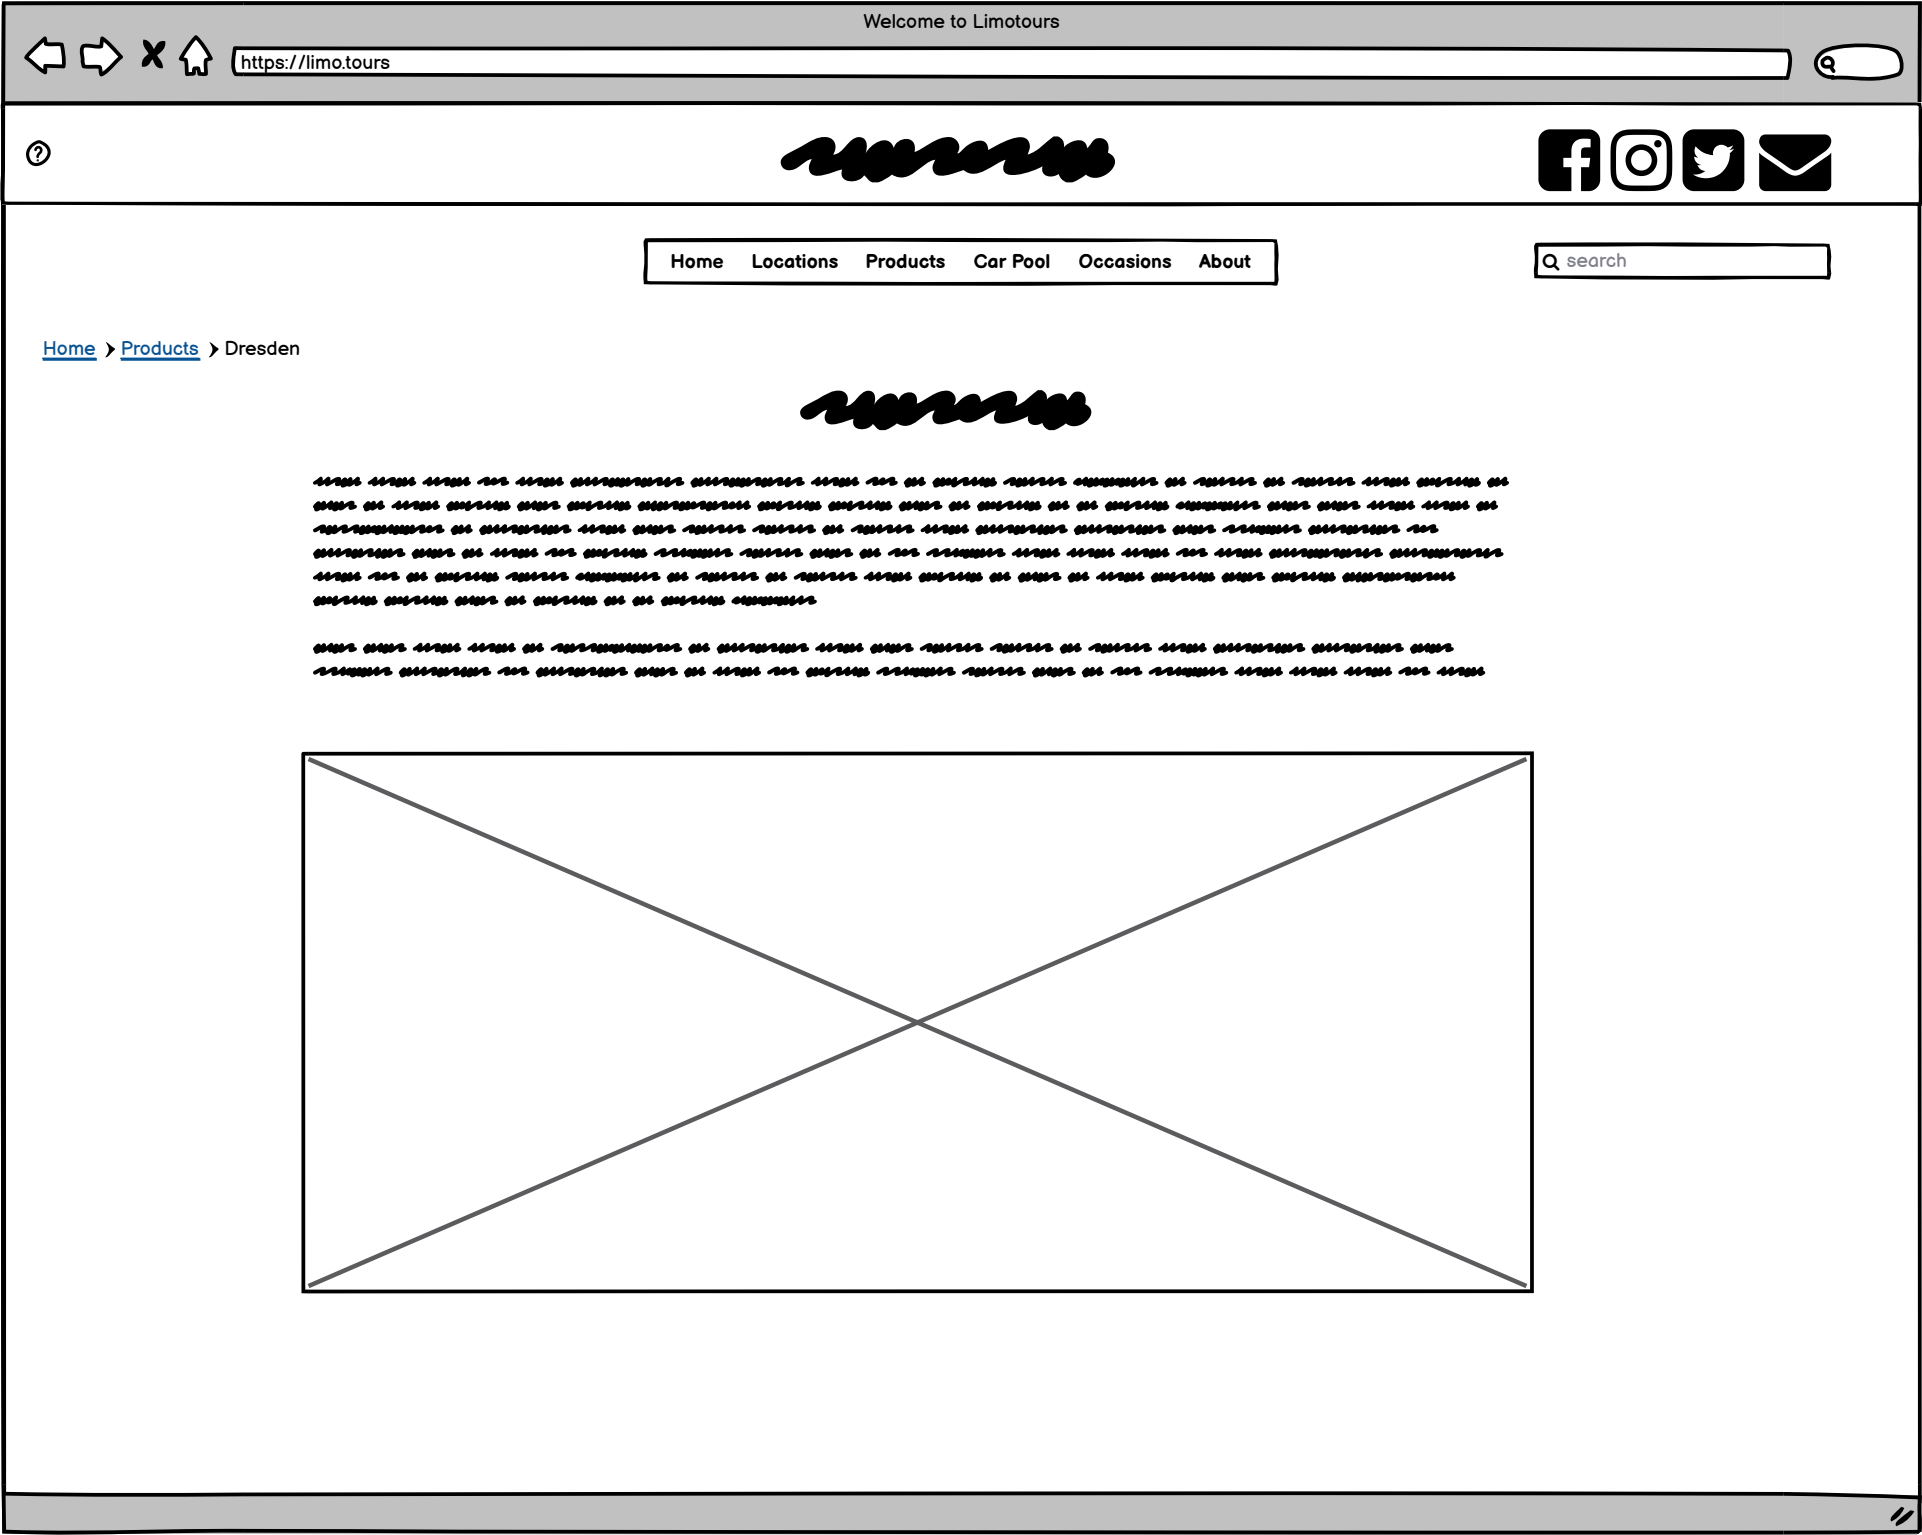 Welcome to Limotours
https://limo.tours
Home Locations Products Car Pool Occasions About
search
Home Products Dresden